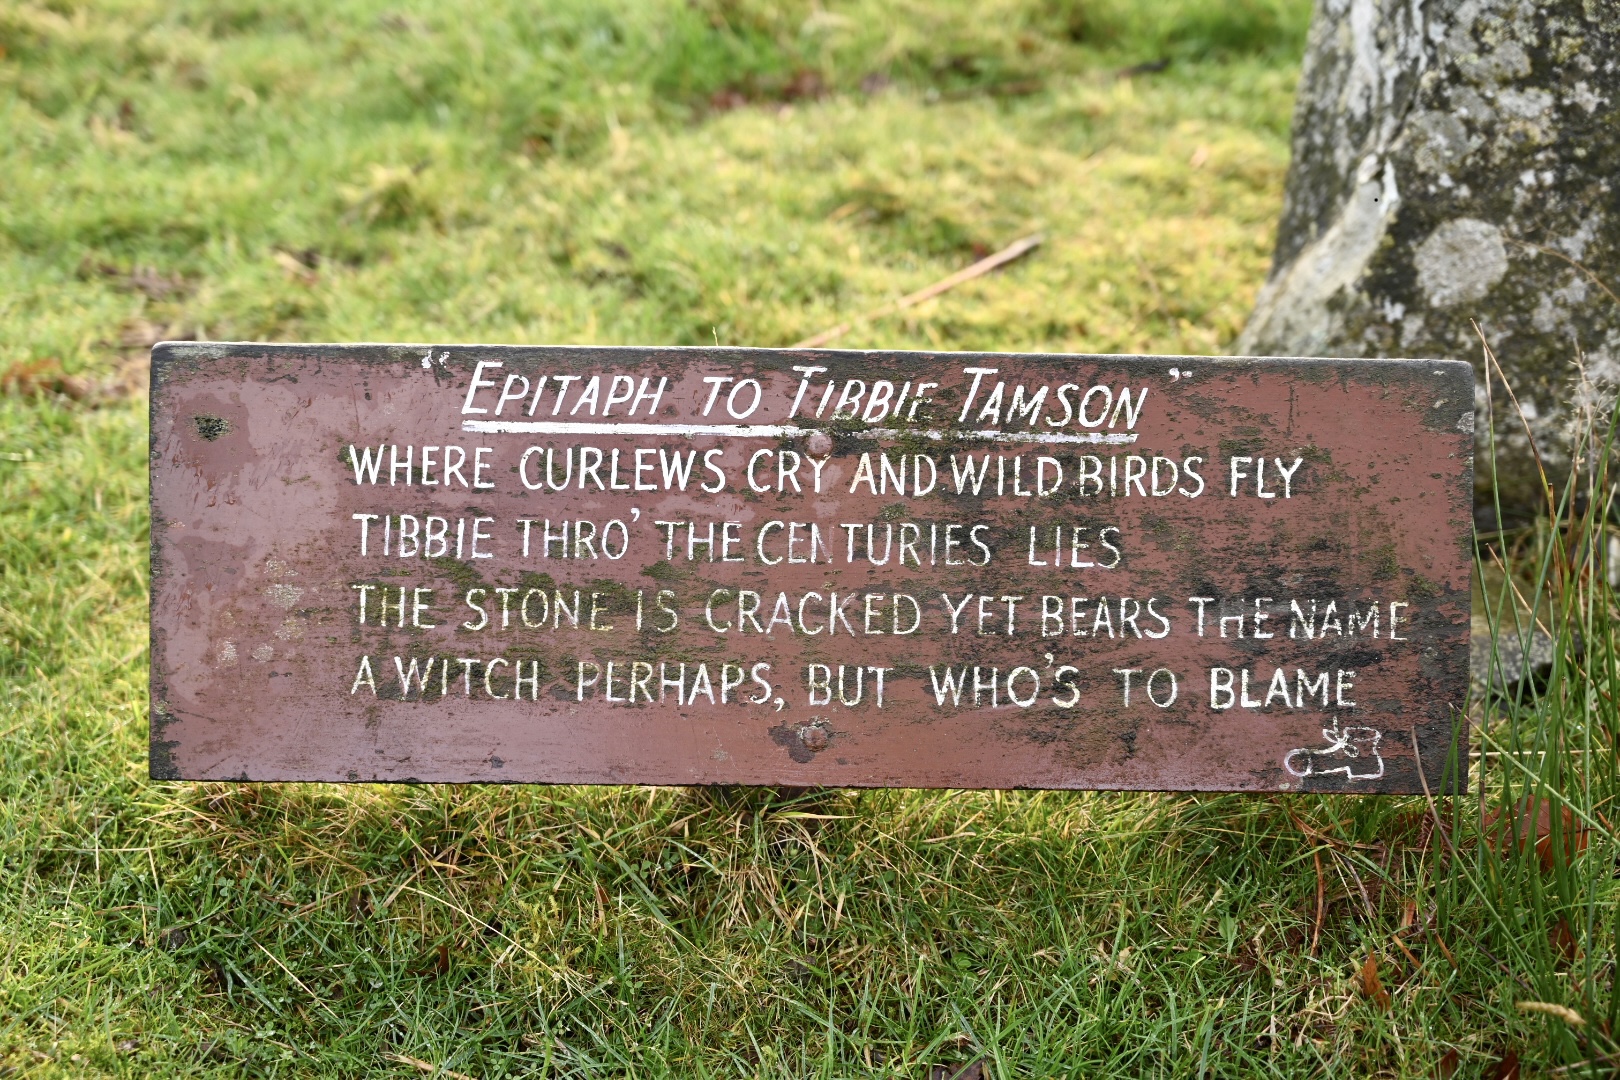 "EPITAPH TO TIBBIE TAMSON"
WHERE CURLEWS CRY AND WILD BIRDS FLY
TIBBIE THRO' THE CENTURIES LIES
THE STONE IS CRACKED YET BEARS THE NAME
A WITCH PERHAPS, BUT WHO'S TO BLAME